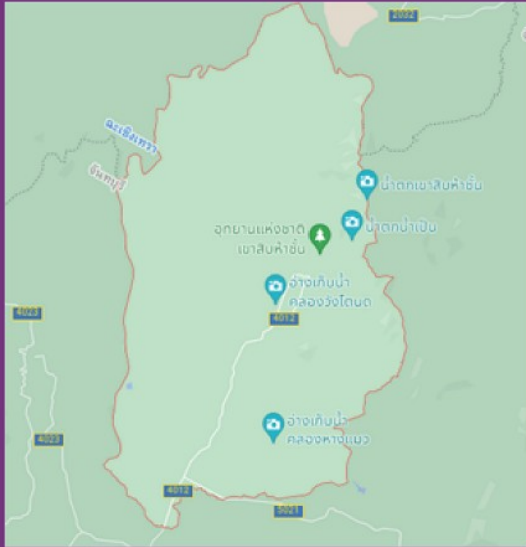 2032
ฉะเชิงเทรา
จันทบุรี
น้ำตกเขาสิบห้าชั้น
น้ำตกน้ำเป็น
อุทยานแห่งชาติ
เขาสิบห้าชั้น
อ่างเก็บน้ำ
คลองวังโตนด
4023
4012
อ่างเก็บน้ำ
คลองหางแมว
4023
4012
5021